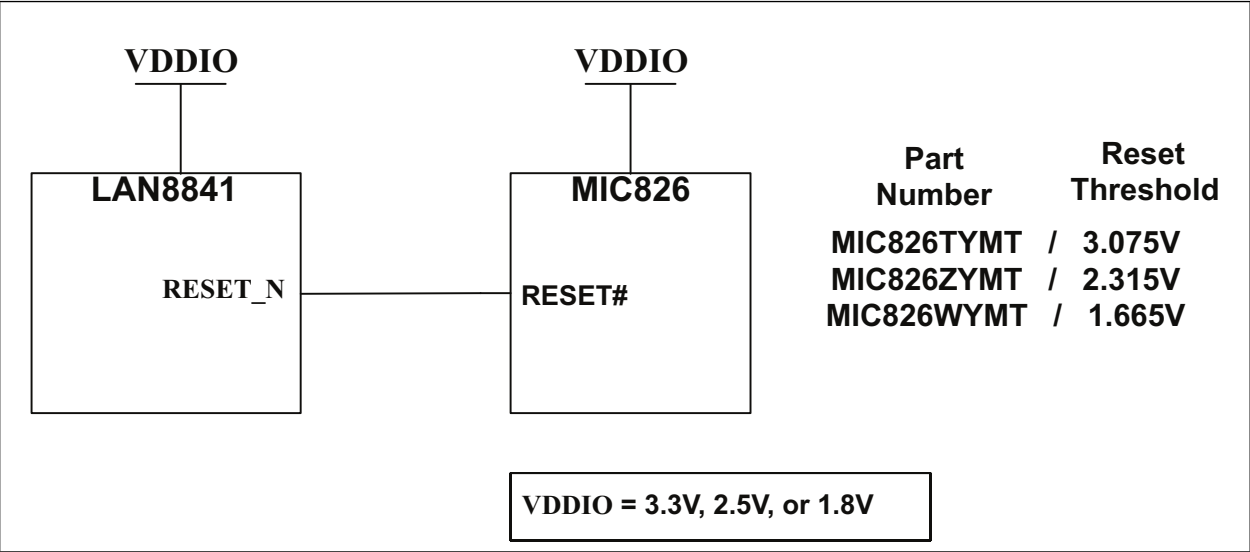 VDDIO
VDDIO
LAN8841
MIC826
RESET_N
RESET#
Part Number
Reset Threshold
MIC826TYMT / 3.075V
MIC826ZYMT / 2.315V
MIC826WYMT / 1.665V
VDDIO = 3.3V, 2.5V, or 1.8V